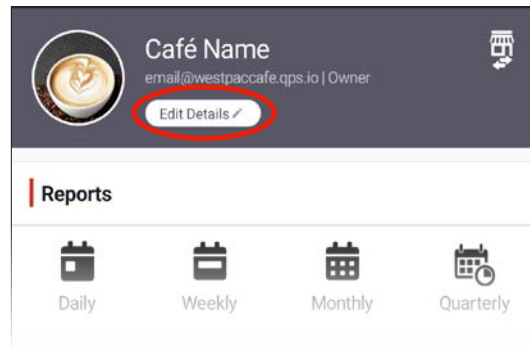 Café Name
email@westpaccafe.qps.io | Owner
Edit Details
Reports
Daily Weekly Monthly Quarterly